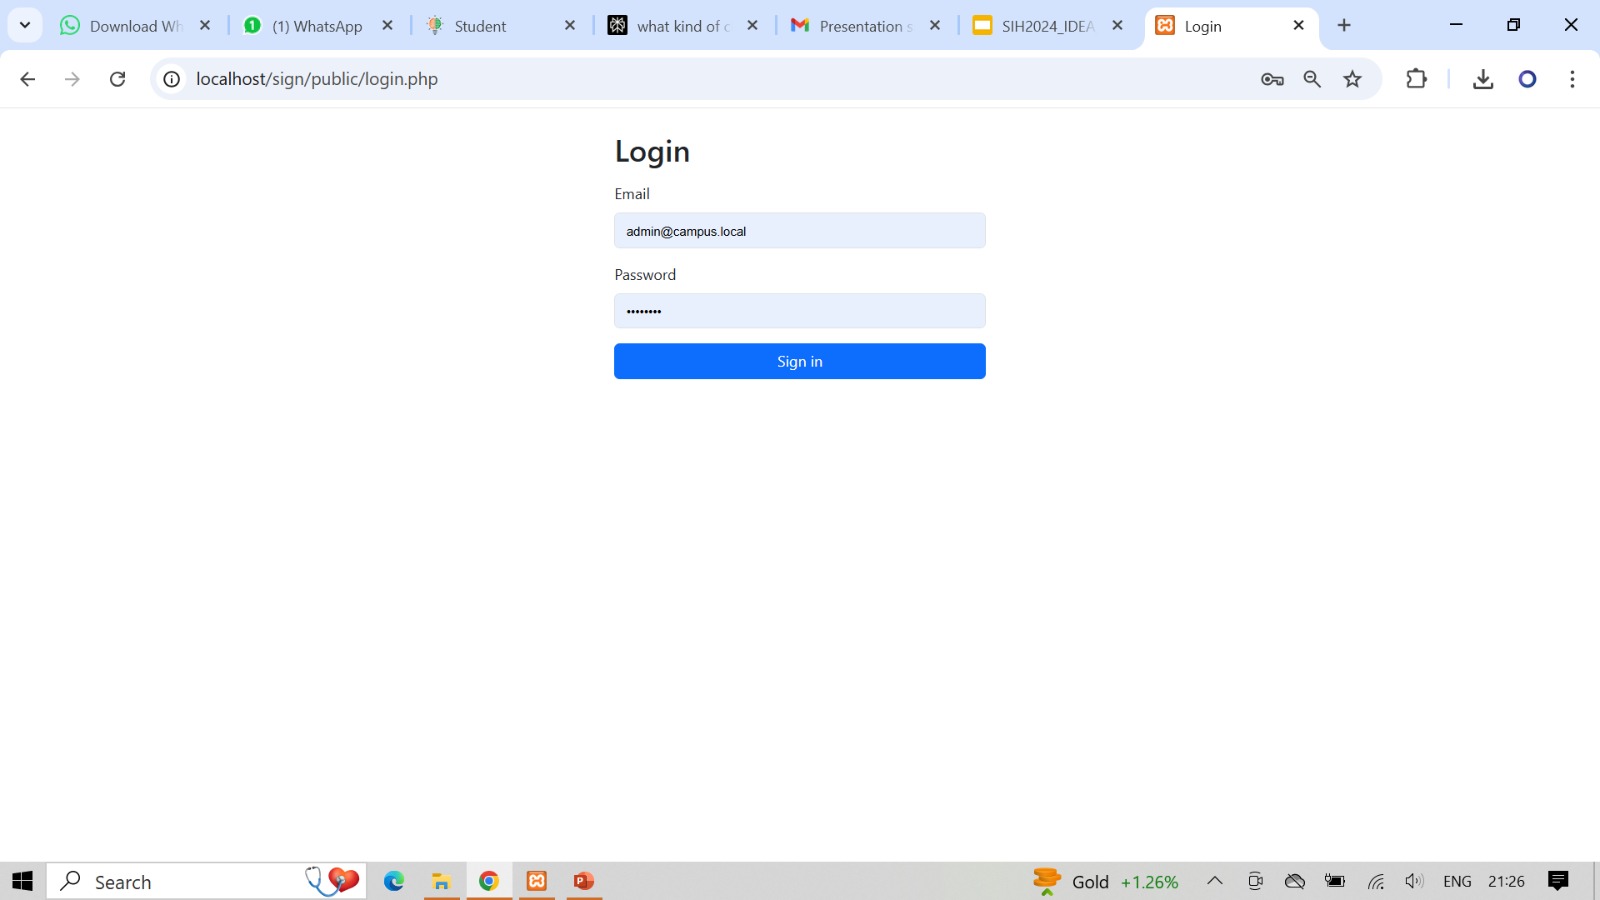 Download Wh
(1) WhatsApp
Student
what kind of c
Presentation s
SIH2024_IDEA
Login
localhost/sign/public/login.php
Login
Email
admin@campus.local
Password
••••••••
Sign in
Search
Gold +1.26%
ENG
21:26